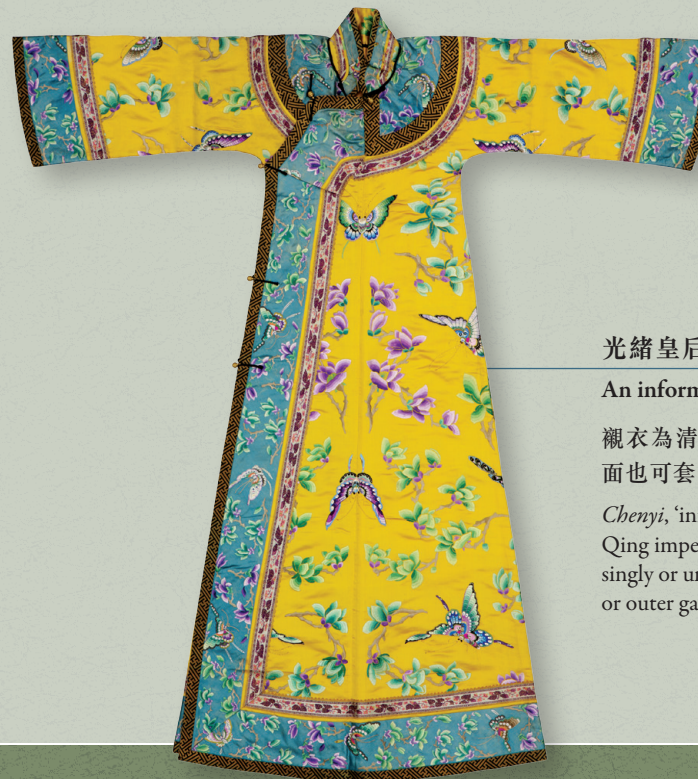 光緒皇后
An inform
襯衣為清
面也可套
Chenyi, ‘in
Qing impe
singly or un
or outer ga